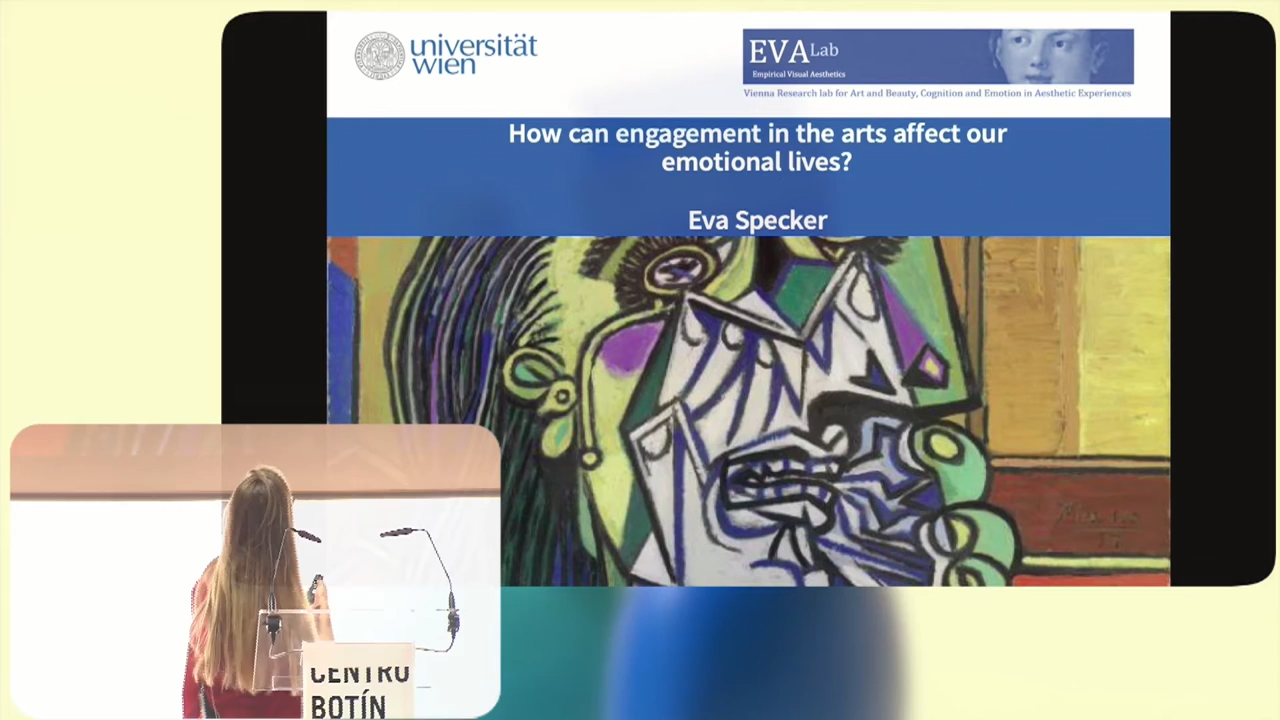 universität
wien
EVA Lab
Empirical Visual Aesthetics
Vienna Research lab for Art and Beauty, Cognition and Emotion in Aesthetic Experiences
How can engagement in the arts affect our
emotional lives?
Eva Specker
CENTRO
BOTÍN